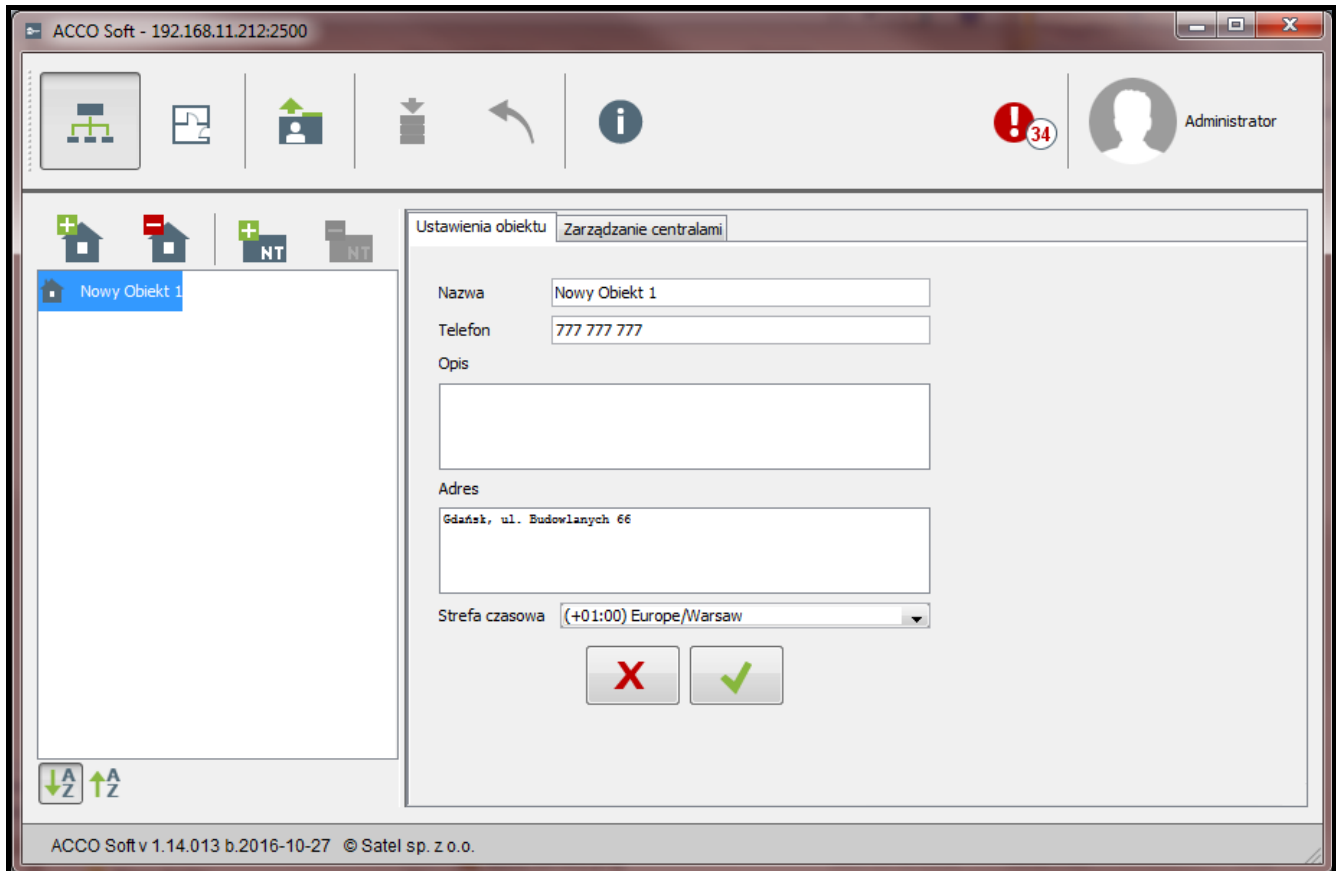 ACCO Soft - 192.168.11.212:2500
34
Administrator
NT
NT
Ustawienia obiektu
Zarządzanie centralami
Nowy Obiekt 1
Nazwa
Nowy Obiekt 1
Telefon
777 777 777
Opis
Adres
Gdańsk, ul. Budowlanych 66
Strefa czasowa
(+01:00) Europe/Warsaw
A
Z
A
Z
ACCO Soft v 1.14.013 b.2016-10-27 © Satel sp. z o.o.